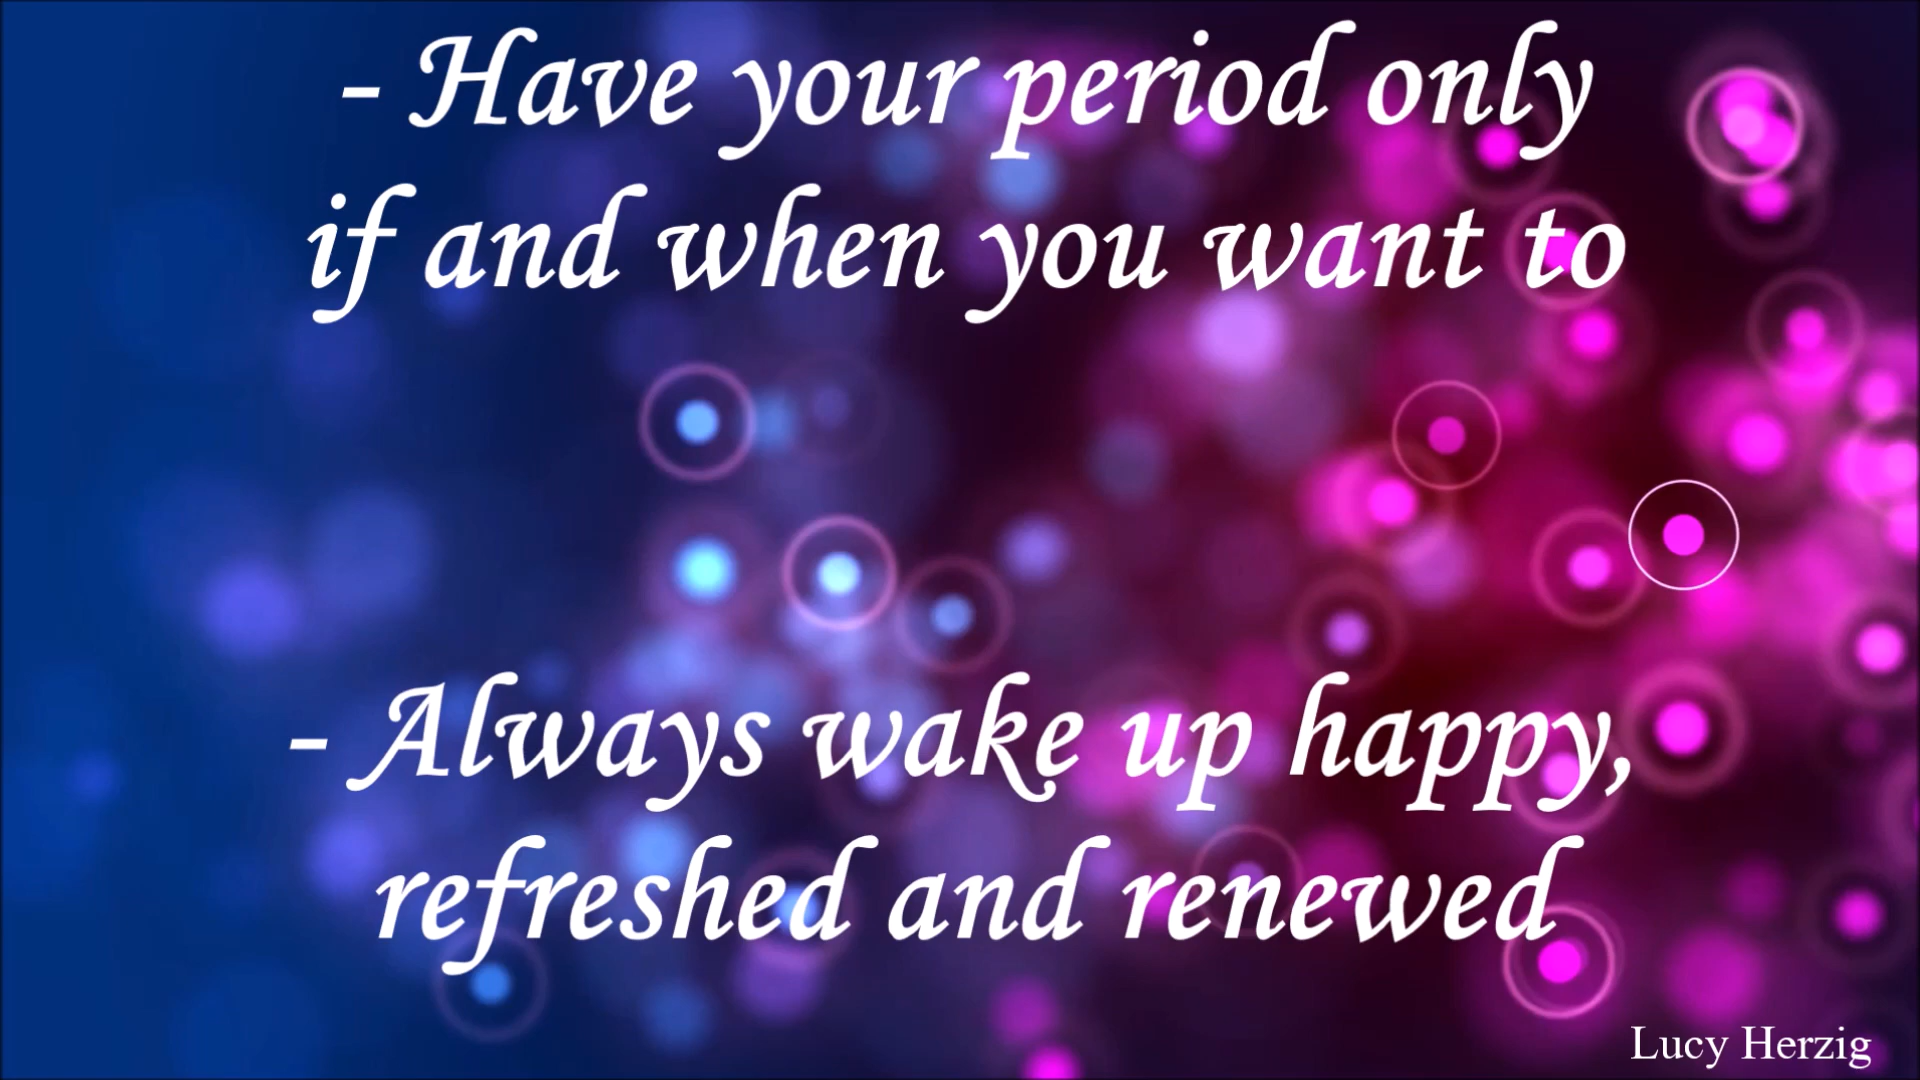 - Have your period only
if and when you want to
- Always wake up happy,
refreshed and renewed
Lucy Herzig